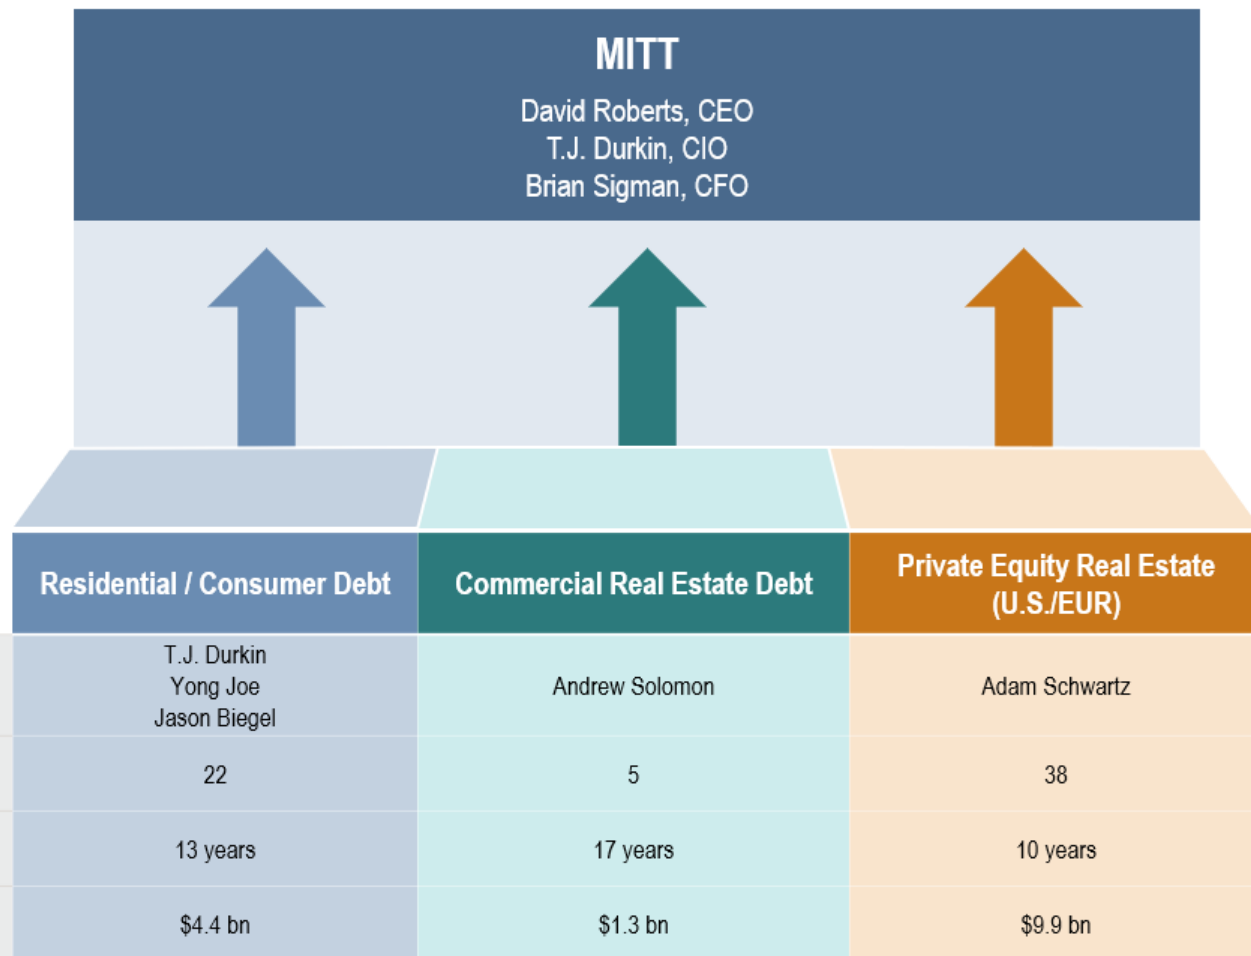 MITT
David Roberts, CEO
T.J. Durkin, CIO
Brian Sigman, CFO
Residential / Consumer Debt
Commercial Real Estate Debt
Private Equity Real Estate
(U.S./EUR)
T.J. Durkin
Yong Joe
Jason Biegel
Andrew Solomon
Adam Schwartz
22
5
38
13 years
17 years
10 years
$4.4 bn
$1.3 bn
$9.9 bn